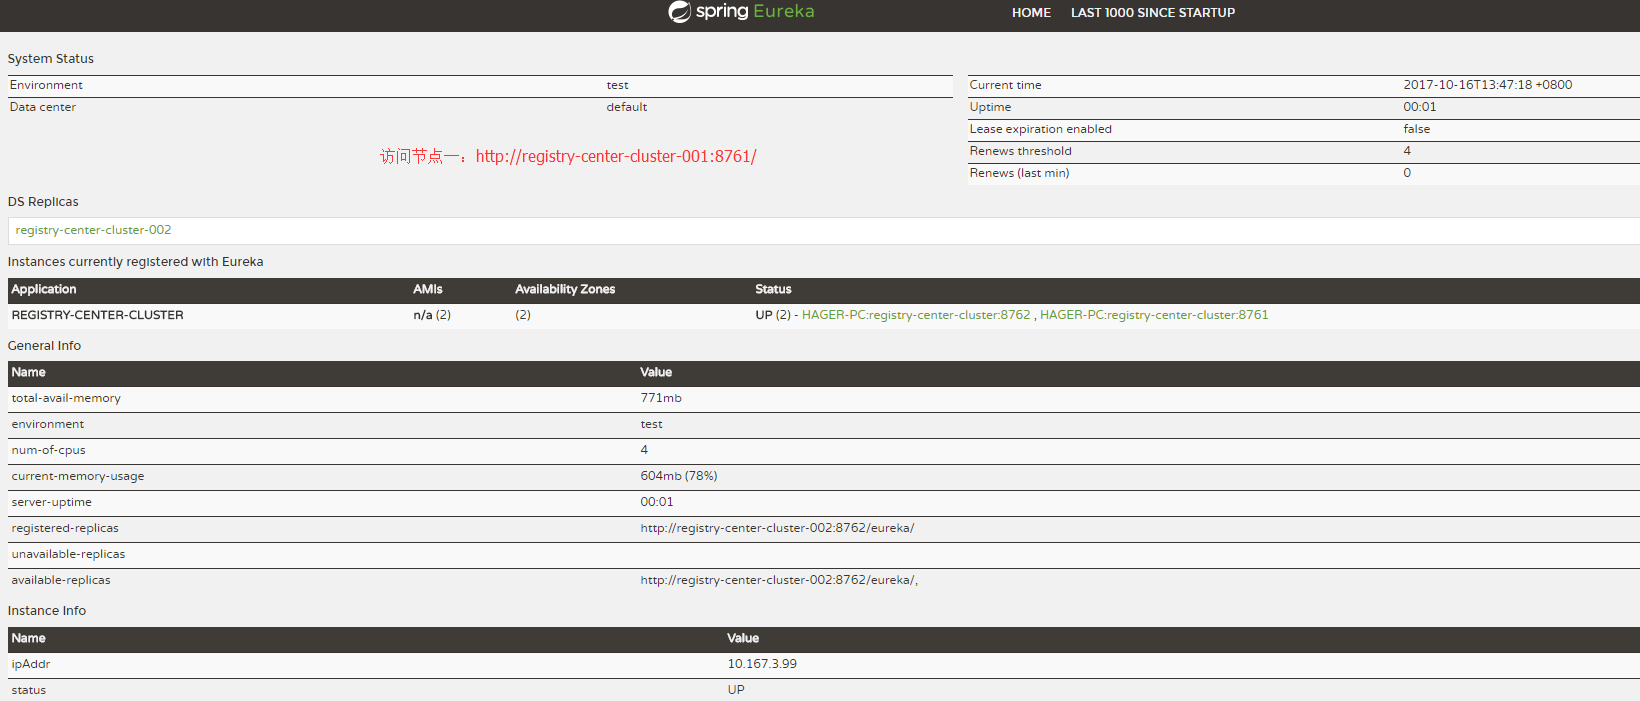 spring Eureka HOME LAST 1000 SINCE STARTUP
System Status
Environment test
Data center default
Current time 2017-10-16T13:47:18 +0800
Uptime 00:01
Lease expiration enabled false
Renews threshold 4
Renews (last min) 0
访问节点一：http://registry-center-cluster-001:8761/
DS Replicas
registry-center-cluster-002
Instances currently registered with Eureka
Application AMIs Availability Zones Status
REGISTRY-CENTER-CLUSTER n/a (2) (2) UP (2) - HAGER-PC:registry-center-cluster:8762 , HAGER-PC:registry-center-cluster:8761
General Info
Name Value
total-avail-memory 771mb
environment test
num-of-cpus 4
current-memory-usage 604mb (78%)
server-uptime 00:01
registered-replicas http://registry-center-cluster-002:8762/eureka/
unavailable-replicas
available-replicas http://registry-center-cluster-002:8762/eureka/,
Instance Info
Name Value
ipAddr 10.167.3.99
status UP